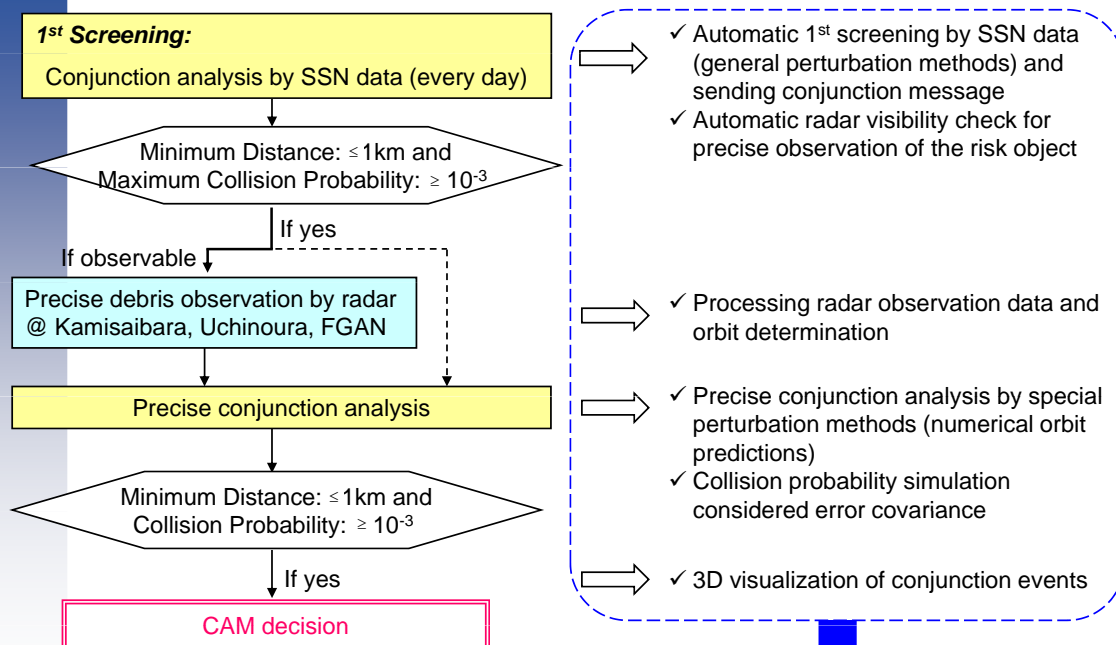 1st Screening:
Conjunction analysis by SSN data (every day)
Minimum Distance: ≤1km and
Maximum Collision Probability: ≥ 10-3
If yes
If observable
Precise debris observation by radar
@ Kamisaibara, Uchinoura, FGAN
Precise conjunction analysis
Minimum Distance: ≤1km and
Collision Probability: ≥ 10-3
If yes
CAM decision
✓ Automatic 1st screening by SSN data
(general perturbation methods) and
sending conjunction message
✓ Automatic radar visibility check for
precise observation of the risk object
✓ Processing radar observation data and
orbit determination
✓ Precise conjunction analysis by special
perturbation methods (numerical orbit
predictions)
✓ Collision probability simulation
considered error covariance
✓ 3D visualization of conjunction events